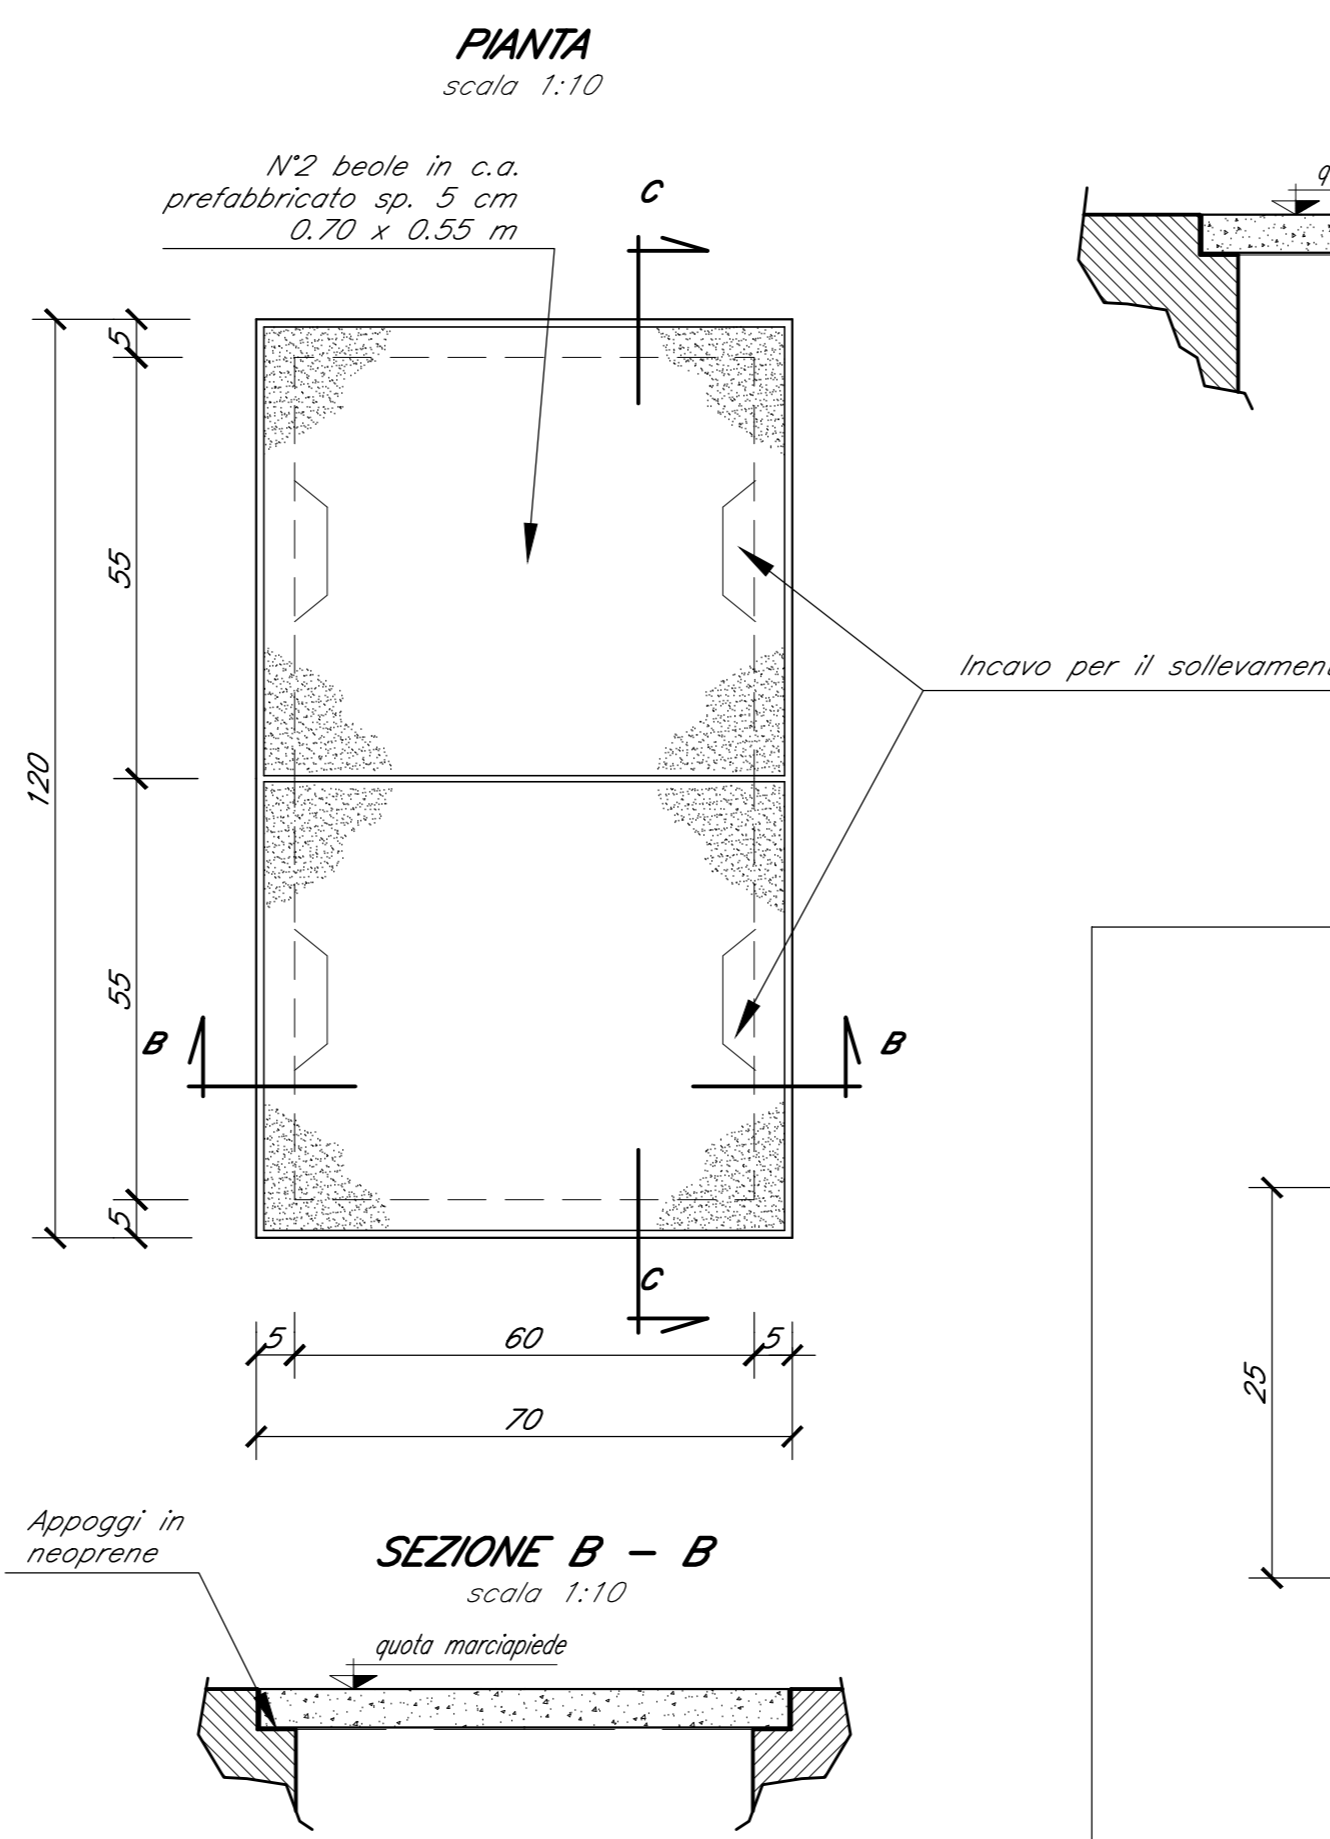 PIANTA
scala 1:10
N°2 beole in c.a.
prefabbricato sp. 5 cm
0.70 x 0.55 m
C
q
5
55
120
Incavo per il sollevament
55
B
B
5
C
5
60
5
70
25
Appoggi in
neoprene
SEZIONE B - B
scala 1:10
quota marciapiede